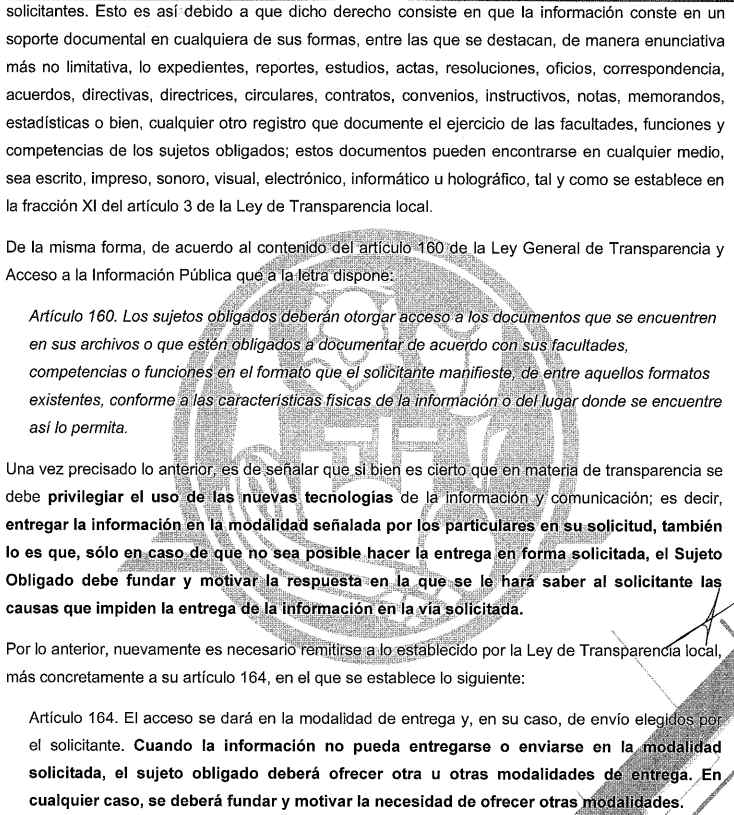 solicitantes. Esto es así debido a que dicho derecho consiste en que la información conste en un
soporte documental en cualquiera de sus formas, entre las que se destacan, de manera enunciativa
más no limitativa, lo expedientes, reportes, estudios, actas, resoluciones, oficios, correspondencia,
acuerdos, directivas, directrices, circulares, contratos, convenios, instructivos, notas, memorandos,
estadísticas o bien, cualquier otro registro que documente el ejercicio de las facultades, funciones y
competencias de los sujetos obligados; estos documentos pueden encontrarse en cualquier medio,
sea escrito, impreso, sonoro, visual, electrónico, informático u holográfico, tal y como se establece en
la fracción XI del artículo 3 de la Ley de Transparencia local.
De la misma forma, de acuerdo al contenido del artículo 160 de la Ley General de Transparencia y
Acceso a la Información Pública que a la letra dispone:
Artículo 160. Los sujetos obligados deberán otorgar acceso a los documentos que se encuentren
en sus archivos o que estén obligados a documentar de acuerdo con sus facultades,
competencias o funciones en el formato que el solicitante manifieste, de entre aquellos formatos
existentes, conforme a las características físicas de la información o del lugar donde se encuentre
así lo permita.
Una vez precisado lo anterior, es de señalar que si bien es cierto que en materia de transparencia se
debe privilegiar el uso de las nuevas tecnologías de la información y comunicación; es decir,
entregar la información en la modalidad señalada por los particulares en su solicitud, también
lo es que, sólo en caso de que no sea posible hacer la entrega en forma solicitada, el Sujeto
Obligado debe fundar y motivar la respuesta en la que se le hará saber al solicitante las
causas que impiden la entrega de la información en la vía solicitada.
Por lo anterior, nuevamente es necesario remitirse a lo establecido por la Ley de Transparencia local,
más concretamente a su artículo 164, en el que se establece lo siguiente:
Artículo 164. El acceso se dará en la modalidad de entrega y, en su caso, de envío elegidos por
el solicitante. Cuando la información no pueda entregarse o enviarse en la modalidad
solicitada, el sujeto obligado deberá ofrecer otra u otras modalidades de entrega. En
cualquier caso, se deberá fundar y motivar la necesidad de ofrecer otras modalidades.